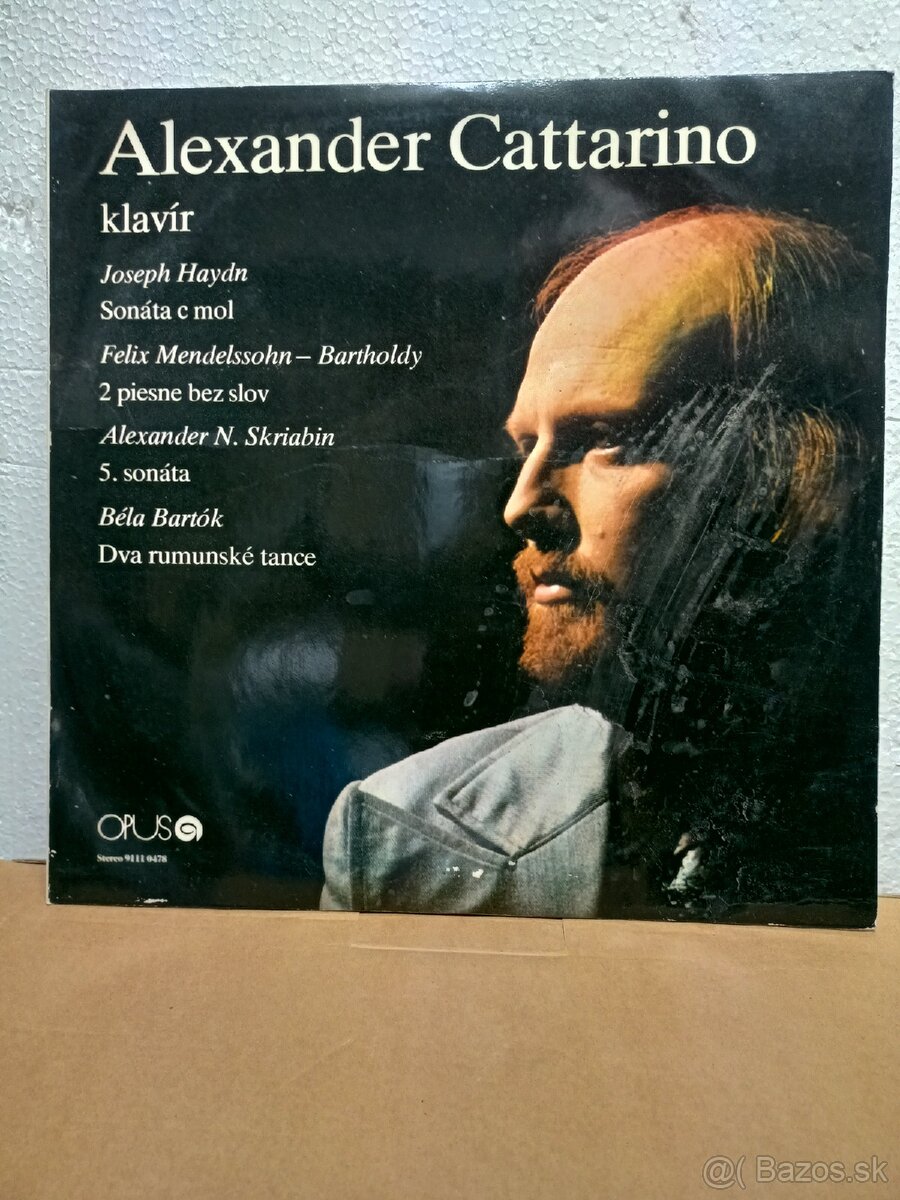 Alexander Cattarino
klavír
Joseph Haydn
Sonáta c mol
Felix Mendelssohn – Bartholdy
2 piesne bez slov
Alexander N. Skriabin
5. sonáta
Béla Bartók
Dva rumunské tance
OPUS
Stereo 9111 0478
@( Bazos.sk